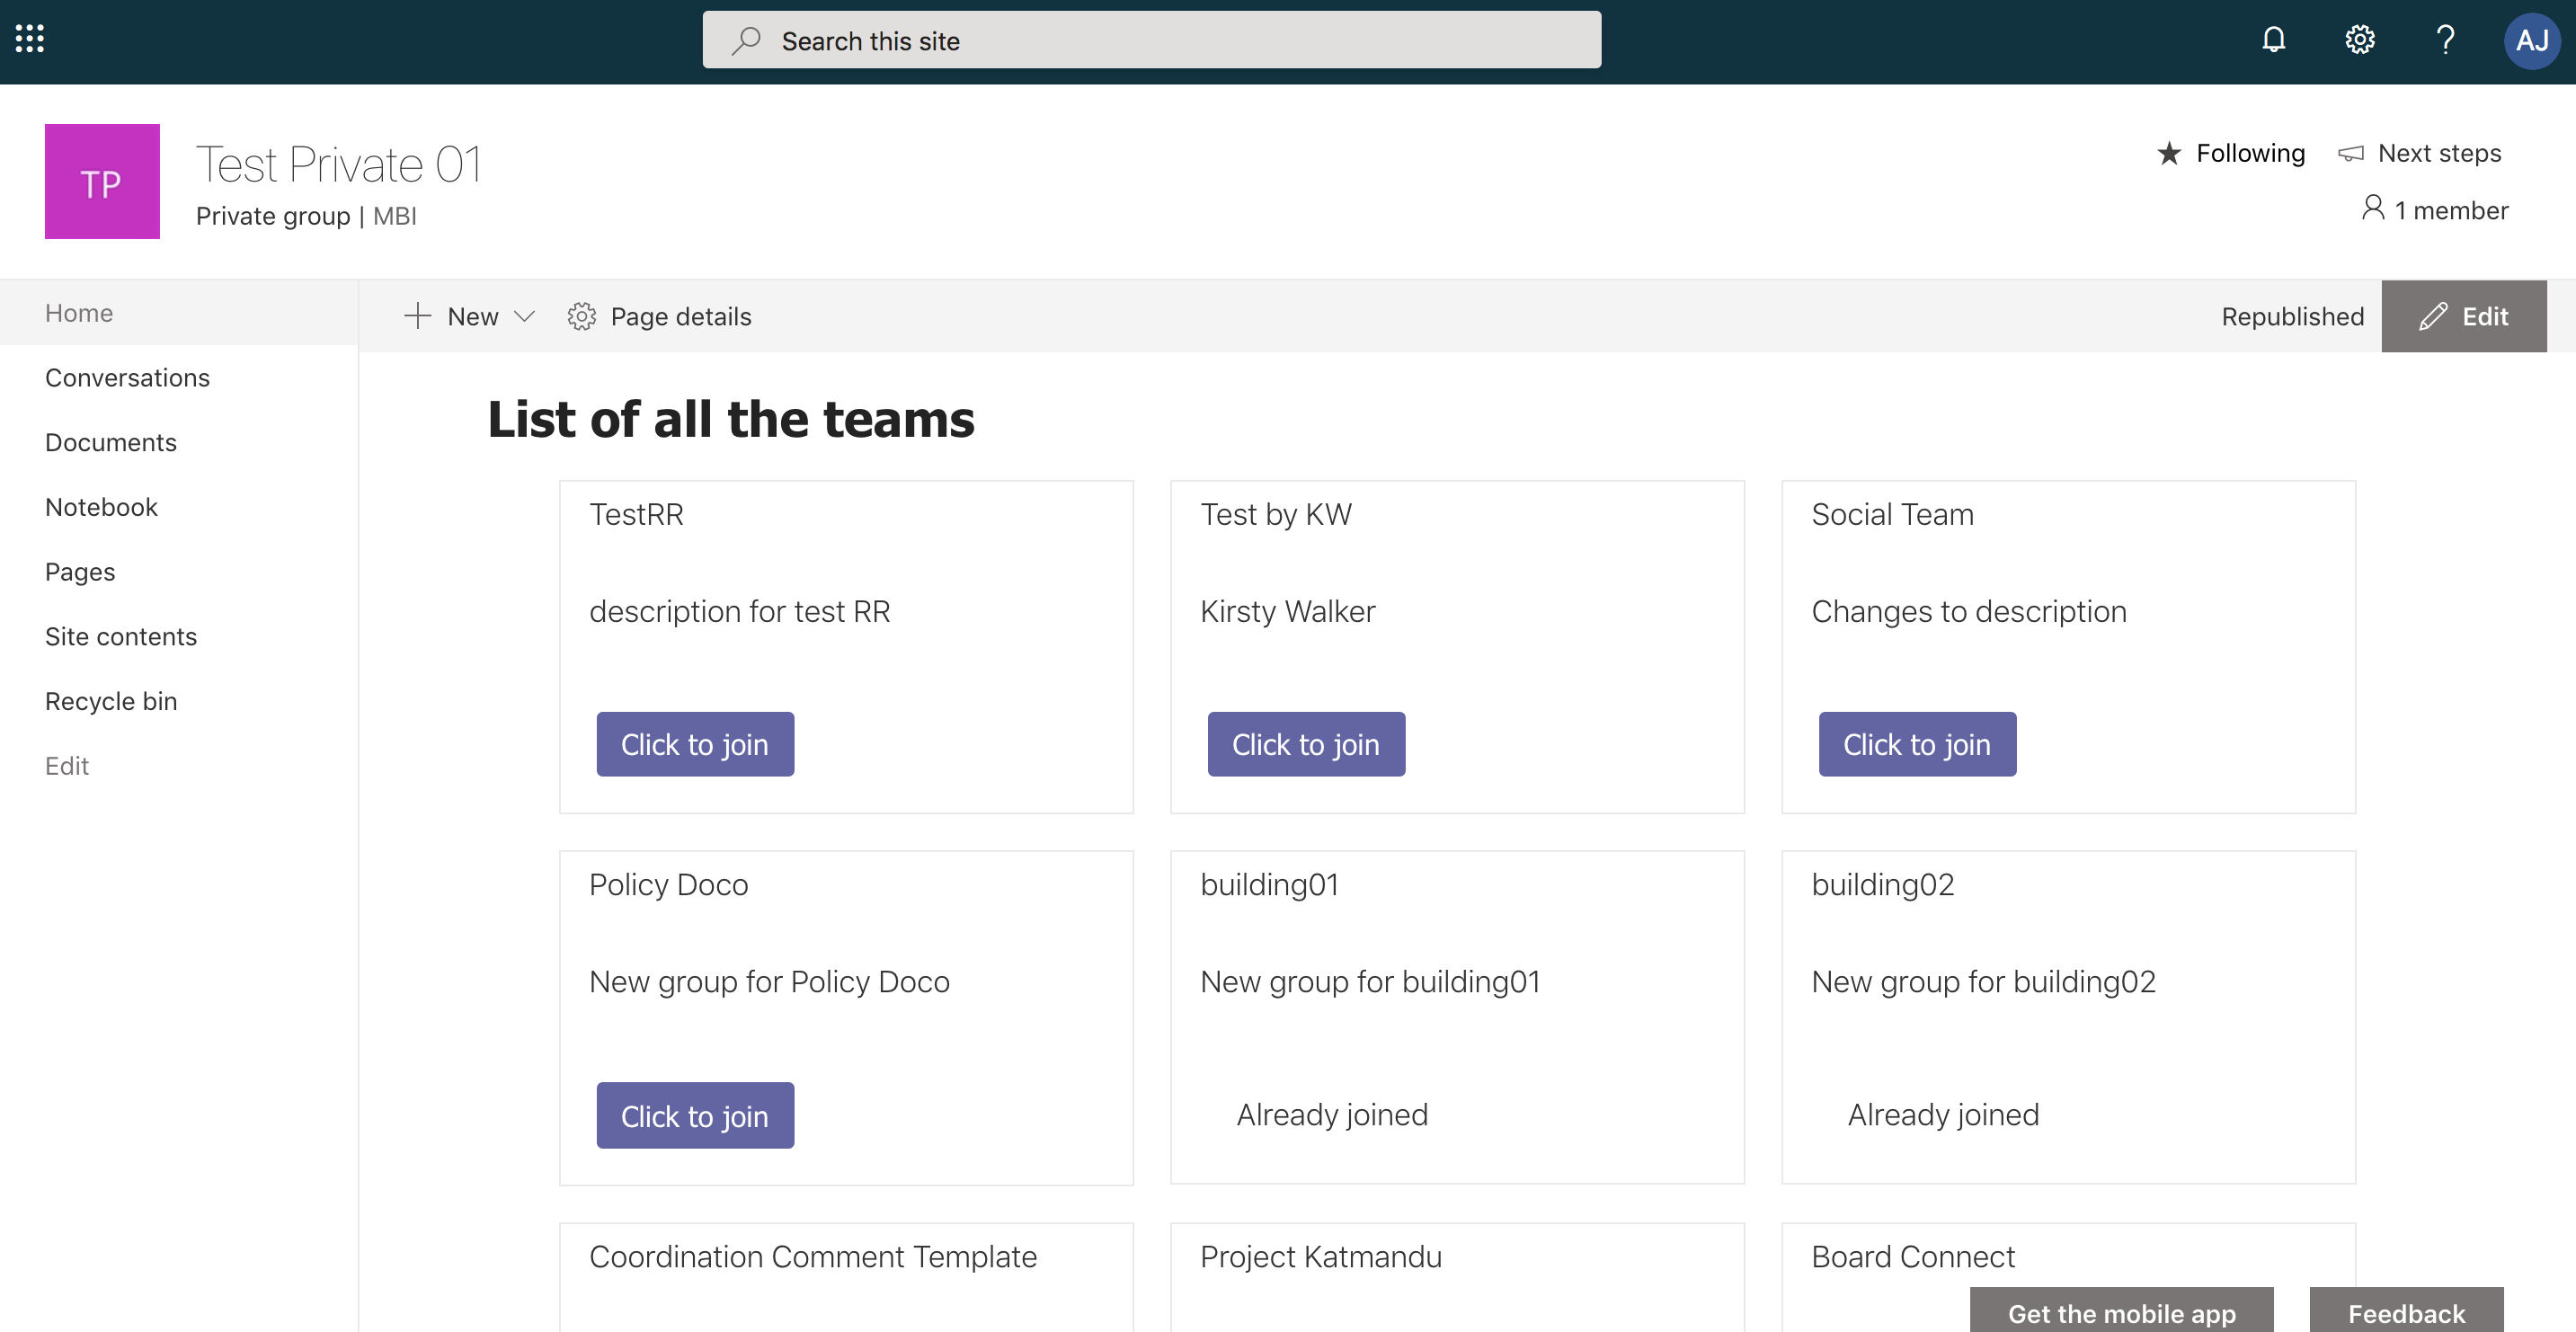 Search this site
AJ
TP
Test Private 01
Private group | MBI
Following
Next steps
1 member
Home
Conversations
Documents
Notebook
Pages
Site contents
Recycle bin
Edit
New
Page details
Republished
Edit
List of all the teams
TestRR
description for test RR
Click to join
Test by KW
Kirsty Walker
Click to join
Social Team
Changes to description
Click to join
Policy Doco
New group for Policy Doco
Click to join
building01
New group for building01
Already joined
building02
New group for building02
Already joined
Coordination Comment Template
Project Katmandu
Board Connect
Get the mobile app
Feedback